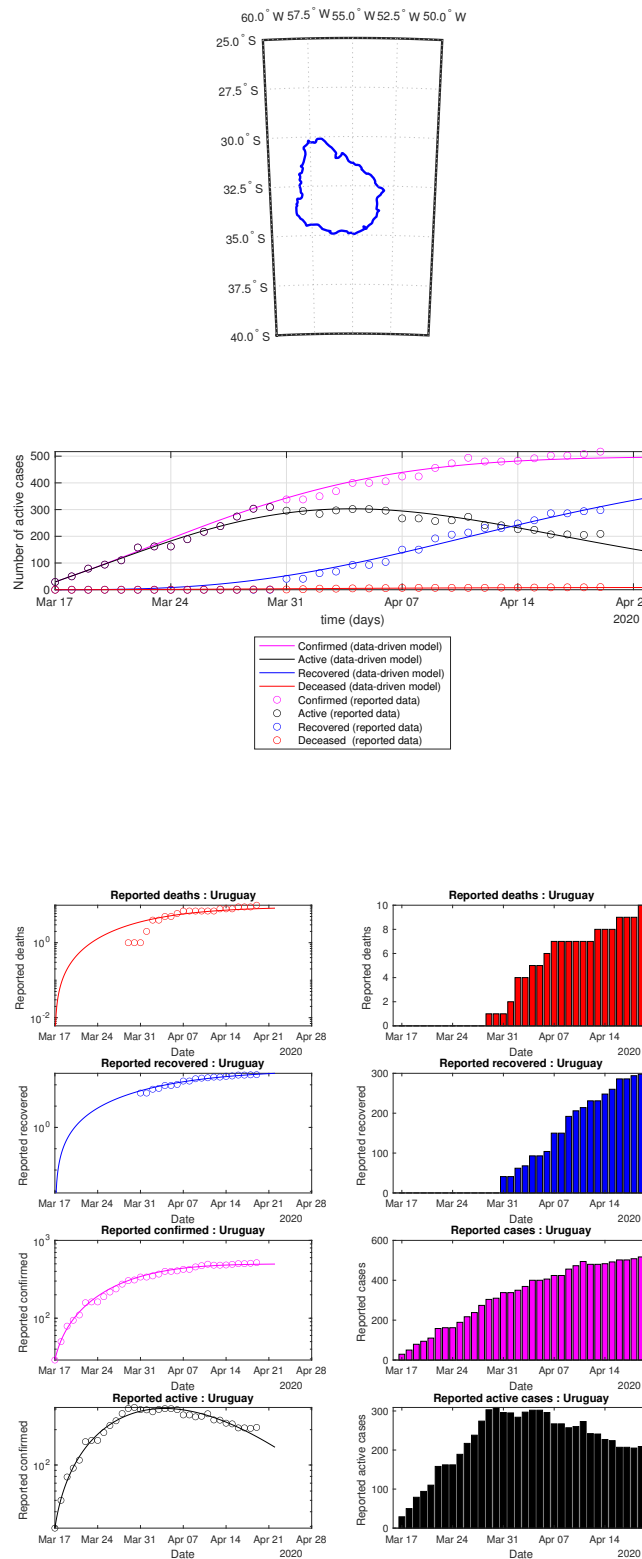 60.0° W 57.5° W 55.0° W 52.5° W 50.0° W
25.0° S
27.5° S
30.0° S
32.5° S
35.0° S
37.5° S
40.0° S
Number of active cases
500
400
300
200
100
0
Mar 17 Mar 24 Mar 31 Apr 07 Apr 14 Apr 2
time (days)
2020
Confirmed (data-driven model)
Active (data-driven model)
Recovered (data-driven model)
Deceased (data-driven model)
Confirmed (reported data)
Active (reported data)
Recovered (reported data)
Deceased (reported data)
Reported deaths : Uruguay
Reported deaths
10^0
10^-2
Mar 17 Mar 24 Mar 31 Apr 07 Apr 14 Apr 21 Apr 28
Date
2020
Reported deaths : Uruguay
Reported deaths
10
8
6
4
2
0
Mar 17 Mar 24 Mar 31 Apr 07 Apr 14
Date
2020
Reported recovered : Uruguay
Reported recovered
10^0
Mar 17 Mar 24 Mar 31 Apr 07 Apr 14 Apr 21 Apr 28
Date
2020
Reported recovered : Uruguay
Reported recovered
300
200
100
0
Mar 17 Mar 24 Mar 31 Apr 07 Apr 14
Date
2020
Reported confirmed : Uruguay
Reported confirmed
10^3
10^2
Mar 17 Mar 24 Mar 31 Apr 07 Apr 14 Apr 21 Apr 28
Date
2020
Reported cases : Uruguay
Reported cases
600
400
200
0
Mar 17 Mar 24 Mar 31 Apr 07 Apr 14
Date
2020
Reported active : Uruguay
Reported confirmed
10^2
Mar 17 Mar 24 Mar 31 Apr 07 Apr 14 Apr 21 Apr 28
Date
2020
Reported active cases : Uruguay
Reported active cases
300
200
100
0
Mar 17 Mar 24 Mar 31 Apr 07 Apr 14
Date
2020